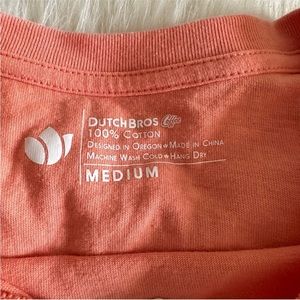 DUTCHBROS
100% COTTON
DESIGNED IN OREGON • MADE IN CHINA
MACHINE WASH COLD • HANG DRY
MEDIUM